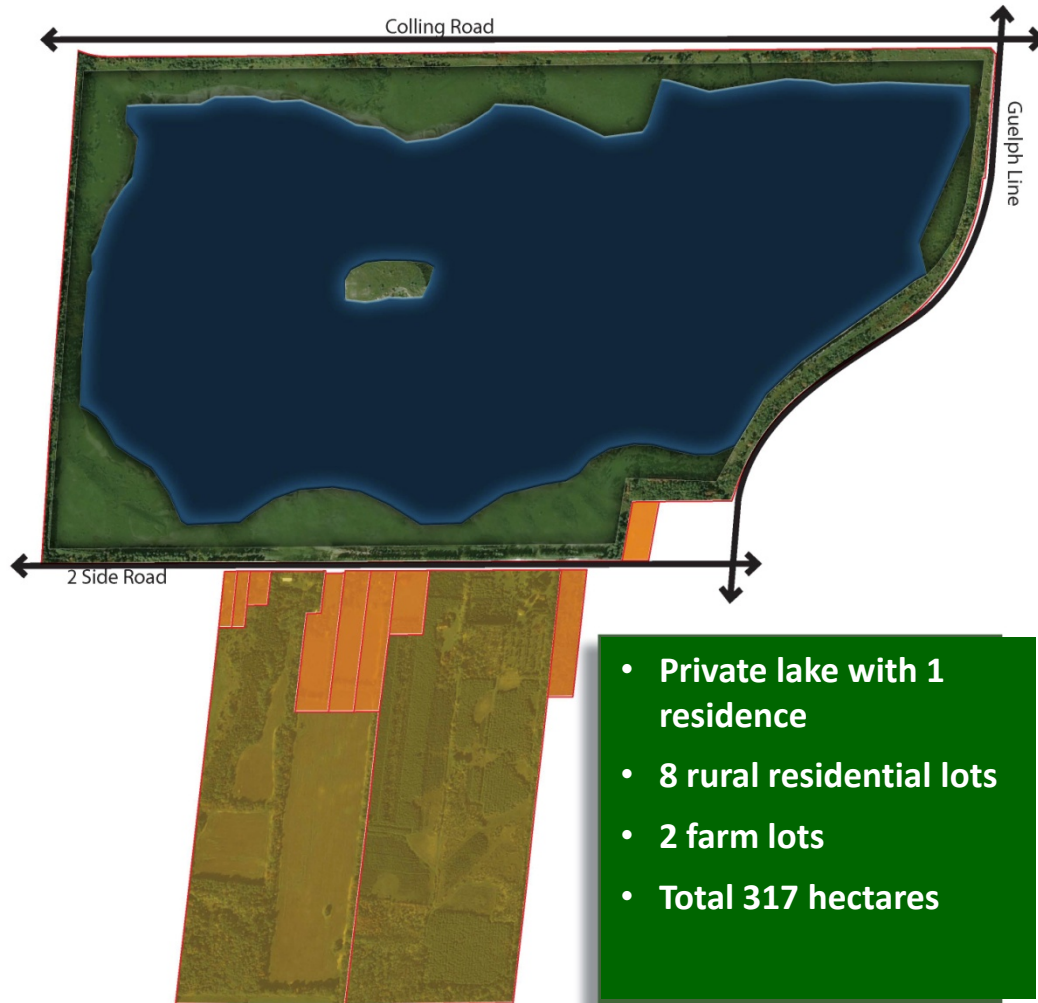 Colling Road
Guelph Line
2 Side Road
• Private lake with 1
residence
• 8 rural residential lots
• 2 farm lots
• Total 317 hectares